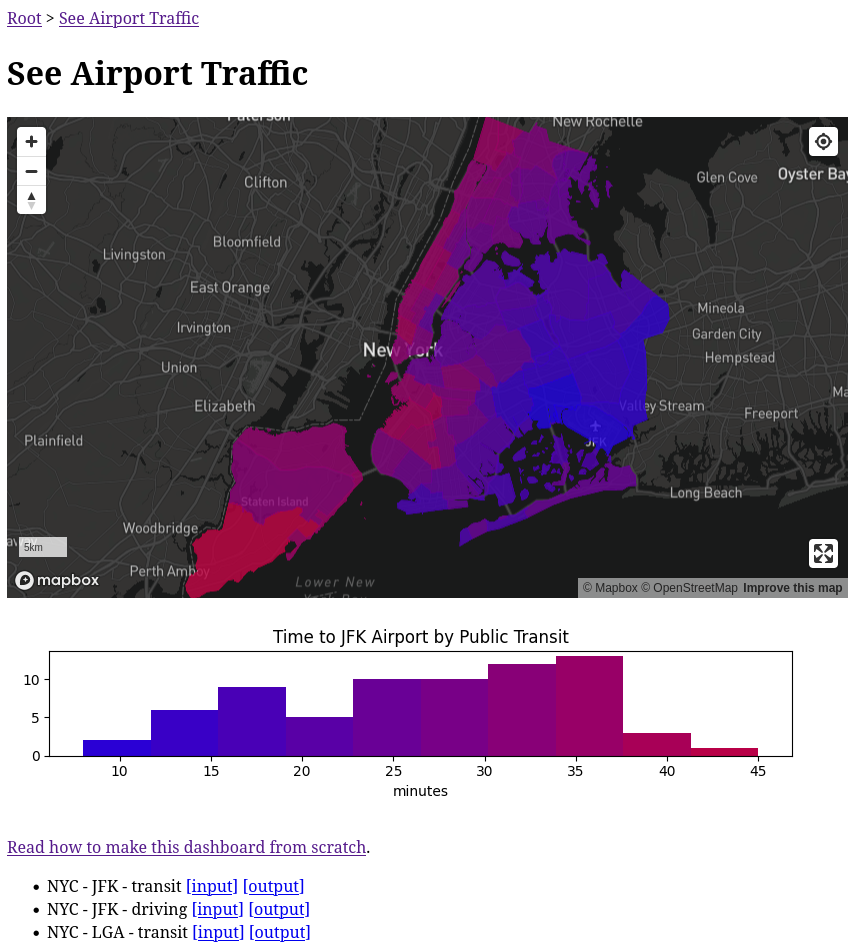 Root > See Airport Traffic
See Airport Traffic
Paterson
New Rochelle
Clifton
Glen Cove
Oyster Bay
Bloomfield
Livingston
East Orange
Mineola
Irvington
Garden City
New York
Hempstead
Union
Elizabeth
Valley Stream
Freeport
Plainfield
JFK
Long Beach
Staten Island
Woodbridge
5km
Perth Amboy
mapbox
Lower New
York Bay
© Mapbox © OpenStreetMap Improve this map
Time to JFK Airport by Public Transit
10
5
0
10 15 20 25 30 35 40 45
minutes
Read how to make this dashboard from scratch.
• NYC - JFK - transit [input] [output]
• NYC - JFK - driving [input] [output]
• NYC - LGA - transit [input] [output]